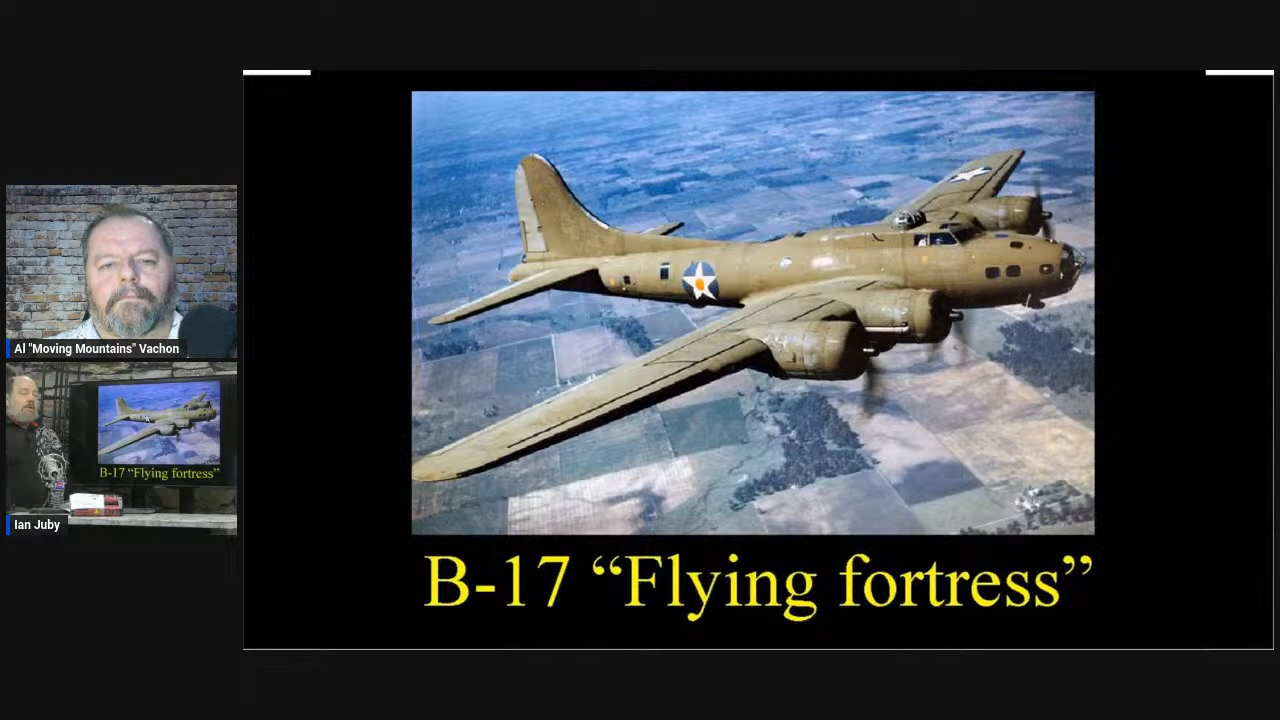 Al "Moving Mountains" Vachon
B-17 “Flying fortress”
Ian Juby
B-17 “Flying fortress”